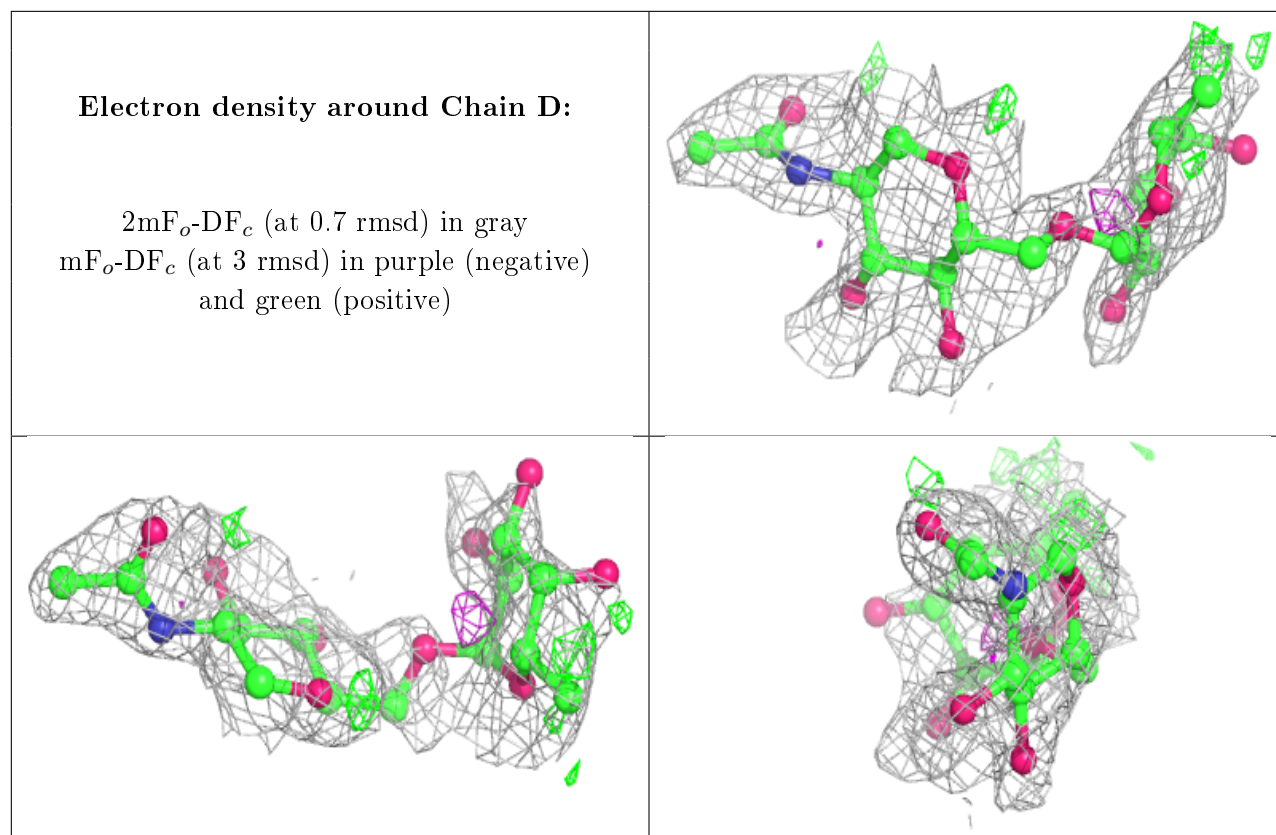 Electron density around Chain D:
2mFo-DFc (at 0.7 rmsd) in gray
mFo-DFc (at 3 rmsd) in purple (negative)
and green (positive)